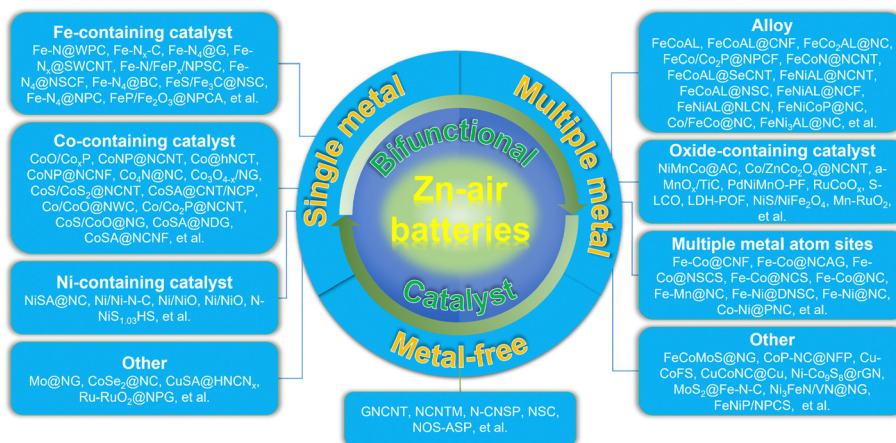 Fe-containing catalyst
Fe-N@WPC, Fe-Nₓ-C, Fe-N₄@G, Fe-
Nₓ@SWCNT, Fe-N/FePₓ/NPSC, Fe-
N₄@NSCF, Fe-N₄@BC, FeS/Fe₃C@NSC,
Fe-N₄@NPC, FeP/Fe₂O₃@NPCA, et al.
Co-containing catalyst
CoO/CoₓP, CoNP@NCNT, Co@hNCT,
CoNP@NCNF, Co₄N@NC, Co₃O₄₋ₓ/NG,
CoS/CoS₂@NCNT, CoSA@CNT/NCP,
Co/CoO@NWC, Co/Co₂P@NCNT,
CoS/CoO@NG, CoSA@NDG,
CoSA@NCNF, et al.
Ni-containing catalyst
NiSA@NC, Ni/Ni-N-C, Ni/NiO, Ni/NiO, N-
NiS₁.₀₃HS, et al.
Other
Mo@NG, CoSe₂@NC, CuSA@HNCNₓ,
Ru-RuO₂@NPG, et al.
Single metal
Multiple metal
Metal-free
Bifunctional
Zn-air
batteries
Catalyst
GNCNT, NCNTM, N-CNSP, NSC,
NOS-ASP, et al.
Alloy
FeCoAL, FeCoAL@CNF, FeCo₂AL@NC,
FeCo/Co₂P@NPCF, FeCoN@NCNT,
FeCoAL@SeCNT, FeNiAL@NCNT,
FeCoAL@NSC, FeNiAL@NCF,
FeNiAL@NLCN, FeNiCoP@NC,
Co/FeCo@NC, FeNi₃AL@NC, et al.
Oxide-containing catalyst
NiMnCo@AC, Co/ZnCo₂O₄@NCNT, a-
MnOₓ/TiC, PdNiMnO-PF, RuCoOₓ, S-
LCO, LDH-POF, NiS/NiFe₂O₄, Mn-RuO₂,
et al.
Multiple metal atom sites
Fe-Co@CNF, Fe-Co@NCAG, Fe-
Co@NSCS, Fe-Co@NCS, Fe-Co@NC,
Fe-Mn@NC, Fe-Ni@DNSC, Fe-Ni@NC,
Co-Ni@PNC, et al.
Other
FeCoMoS@NG, CoP-NC@NFP, Cu-
CoFS, CuCoNC@Cu, Ni-Co₉S₈@rGN,
MoS₂@Fe-N-C, Ni₃FeN/VN@NG,
FeNiP/NPCS, et al.